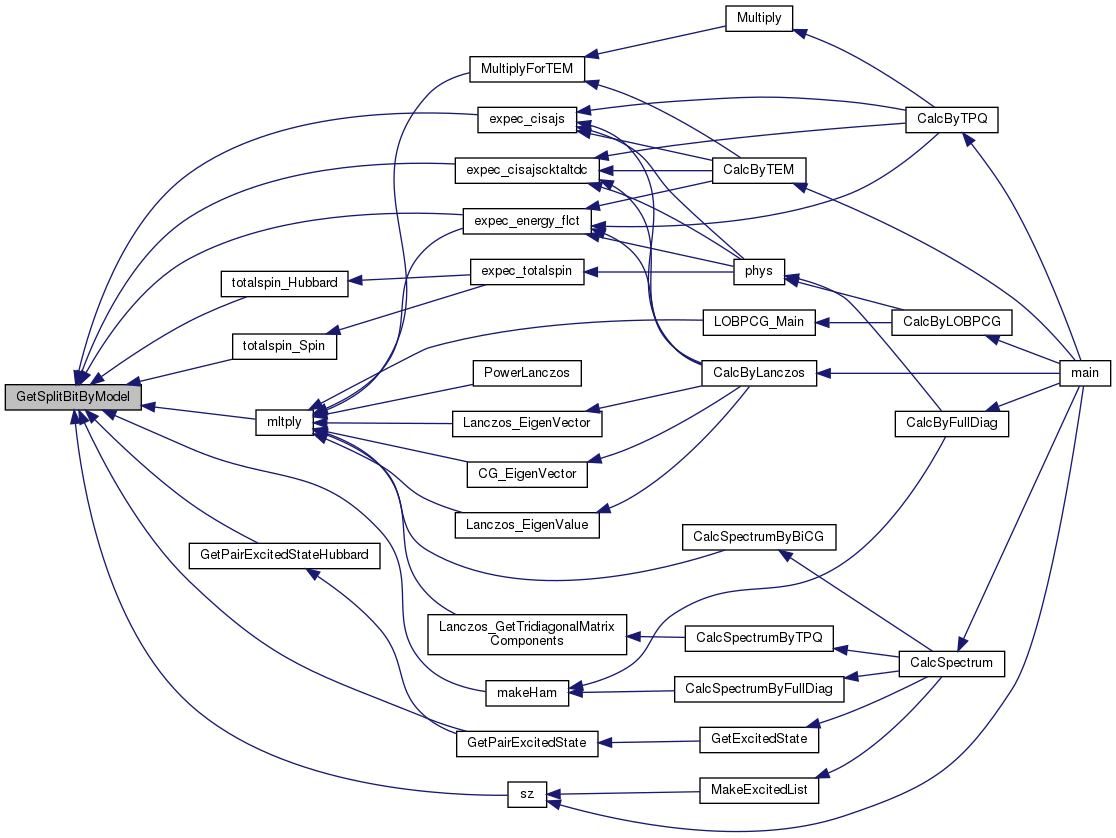 Multiply
MultiplyForTEM
expec_cisajs
CalcByTPQ
expec_cisajscktaltdc
CalcByTEM
expec_energy_flct
totalspin_Hubbard
expec_totalspin
phys
totalspin_Spin
LOBPCG_Main
CalcByLOBPCG
GetSplitBitByModel
PowerLanczos
CalcByLanczos
main
mltply
Lanczos_EigenVector
CalcByFullDiag
CG_EigenVector
Lanczos_EigenValue
CalcSpectrumByBiCG
GetPairExcitedStateHubbard
Lanczos_GetTridiagonalMatrix
Components
CalcSpectrumByTPQ
CalcSpectrum
makeHam
CalcSpectrumByFullDiag
GetPairExcitedState
GetExcitedState
sz
MakeExcitedList